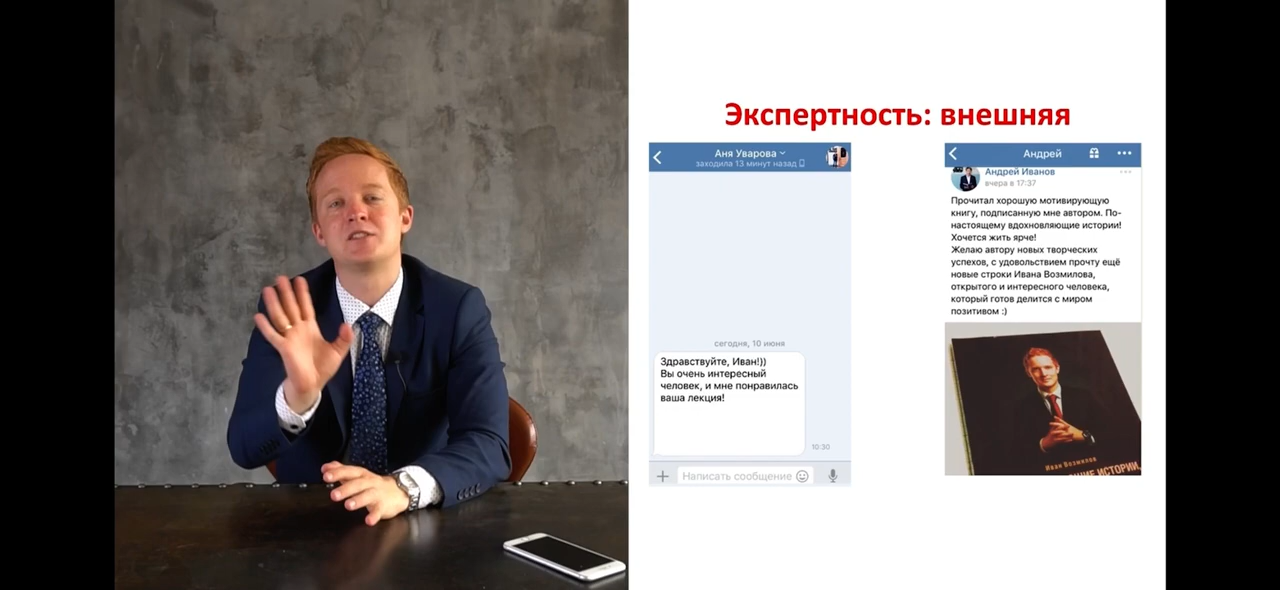 Экспертность: внешняя
Аня Уварова
заходила 13 минут назад
сегодня, 10 июня
Здравствуйте, Иван!))
Вы очень интересный
человек, и мне понравилась
ваша лекция!
10:30
Написать сообщение
Андрей
Андрей Иванов
вчера в 17:37
Прочитал хорошую мотивирующую
книгу, подписанную мне автором. По-
настоящему вдохновляющие истории!
Хочется жить ярче!
Желаю автору новых творческих
успехов, с удовольствием прочту ещё
новые строки Ивана Возмилова,
открытого и интересного человека,
который готов делится с миром
позитивом :)
Иван Возмилов
ИСТОРИИ,